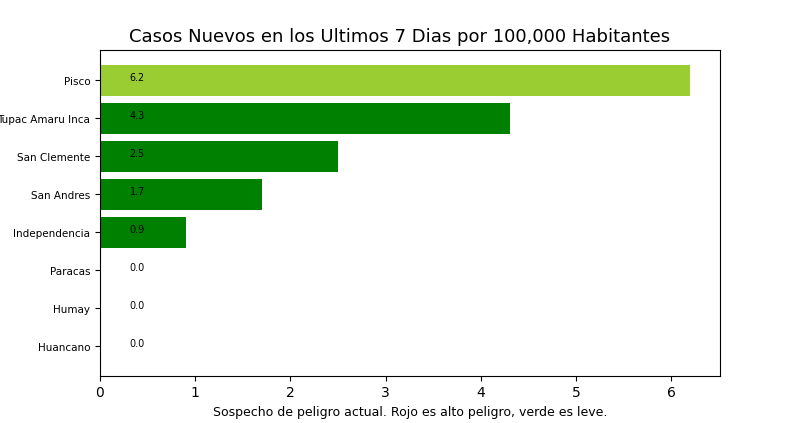 Casos Nuevos en los Ultimos 7 Dias por 100,000 Habitantes
Pisco 6.2
Tupac Amaru Inca 4.3
San Clemente 2.5
San Andres 1.7
Independencia 0.9
Paracas 0.0
Humay 0.0
Huancano 0.0
0 1 2 3 4 5 6
Sospecho de peligro actual. Rojo es alto peligro, verde es leve.